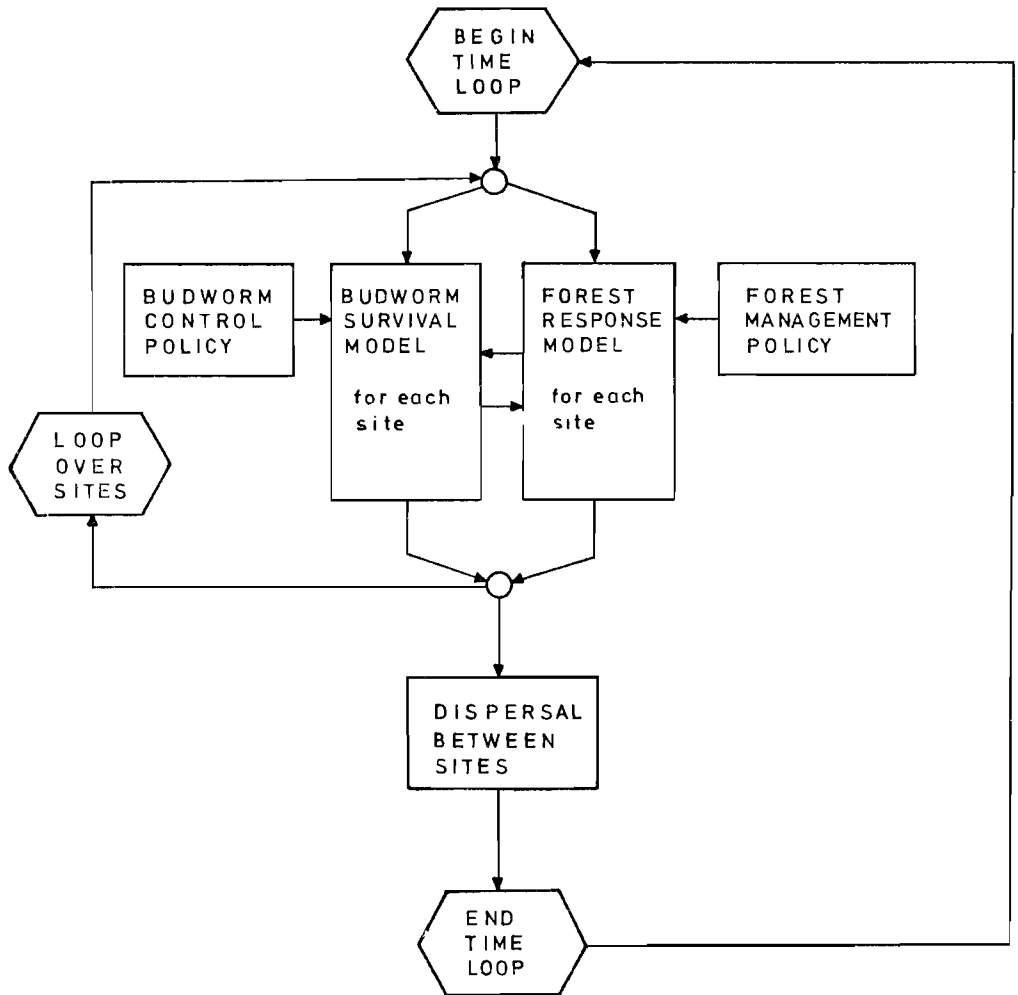 BEGIN
TIME
LOOP
BUDWORM
CONTROL
POLICY
BUDWORM
SURVIVAL
MODEL
for each
site
FOREST
RESPONSE
MODEL
for each
site
FOREST
MANAGEMENT
POLICY
LOOP
OVER
SITES
DISPERSAL
BETWEEN
SITES
END
TIME
LOOP